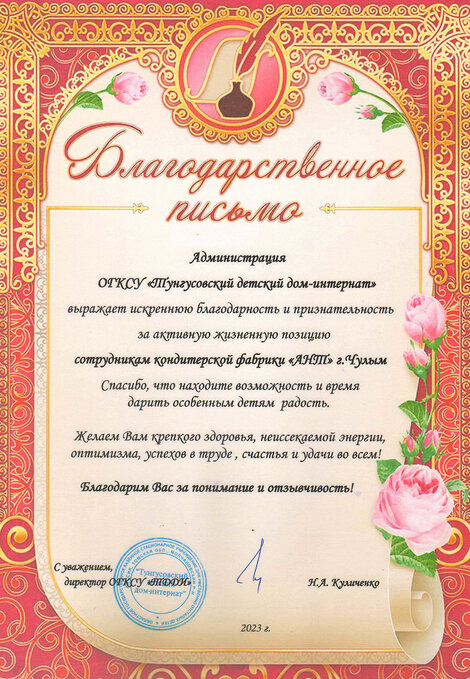 Благодарственное
письмо
Администрация
ОГКСУ «Тунгусовский детский дом-интернат»
выражает искреннюю благодарность и признательность
за активную жизненную позицию
сотрудникам кондитерской фабрики «АНТ» г.Чулым
Спасибо, что находите возможность и время
дарить особенным детям радость.
Желаем Вам крепкого здоровья, неиссекаемой энергии,
оптимизма, успехов в труде , счастья и удачи во всем!
Благодарим Вас за понимание и отзывчивость!
С уважением,
директор ОГКСУ «ТДДИ»
Н.А. Куличенко
"Тунгусовский
дом-интернат"
2023 г.